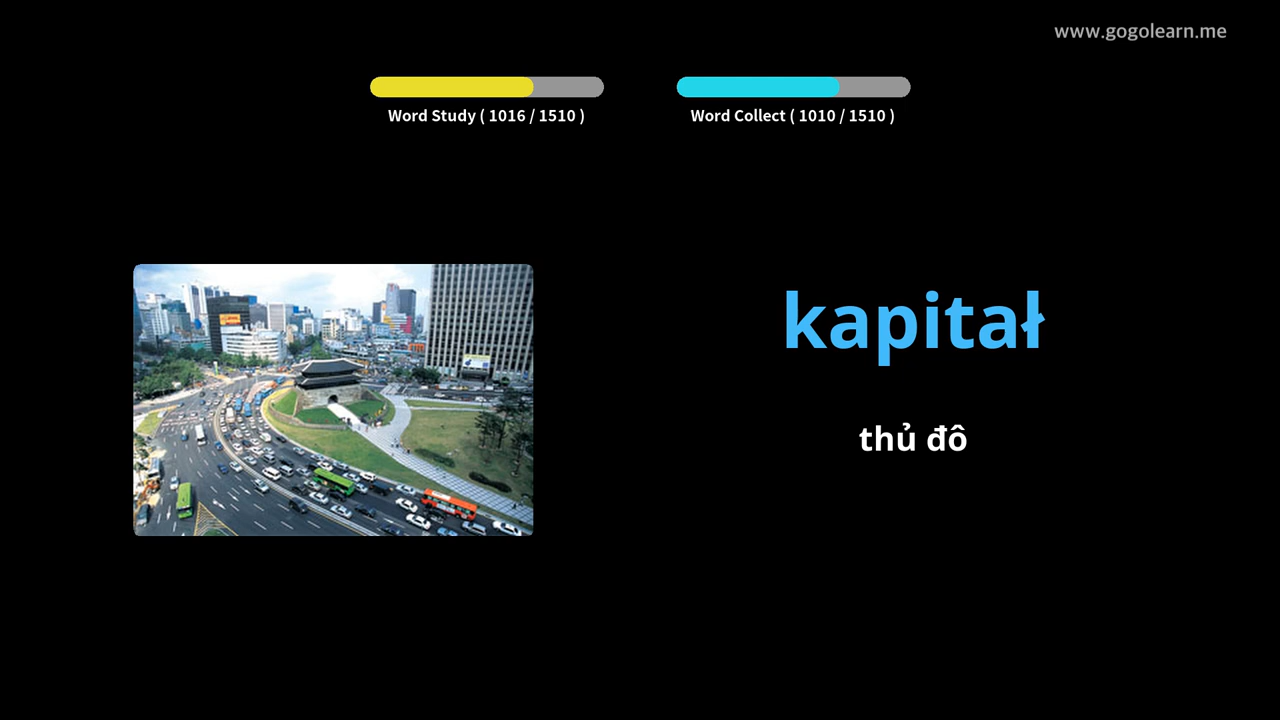 www.gogolearn.me
Word Study ( 1016 / 1510 )
Word Collect ( 1010 / 1510 )
kapitał
thủ đô